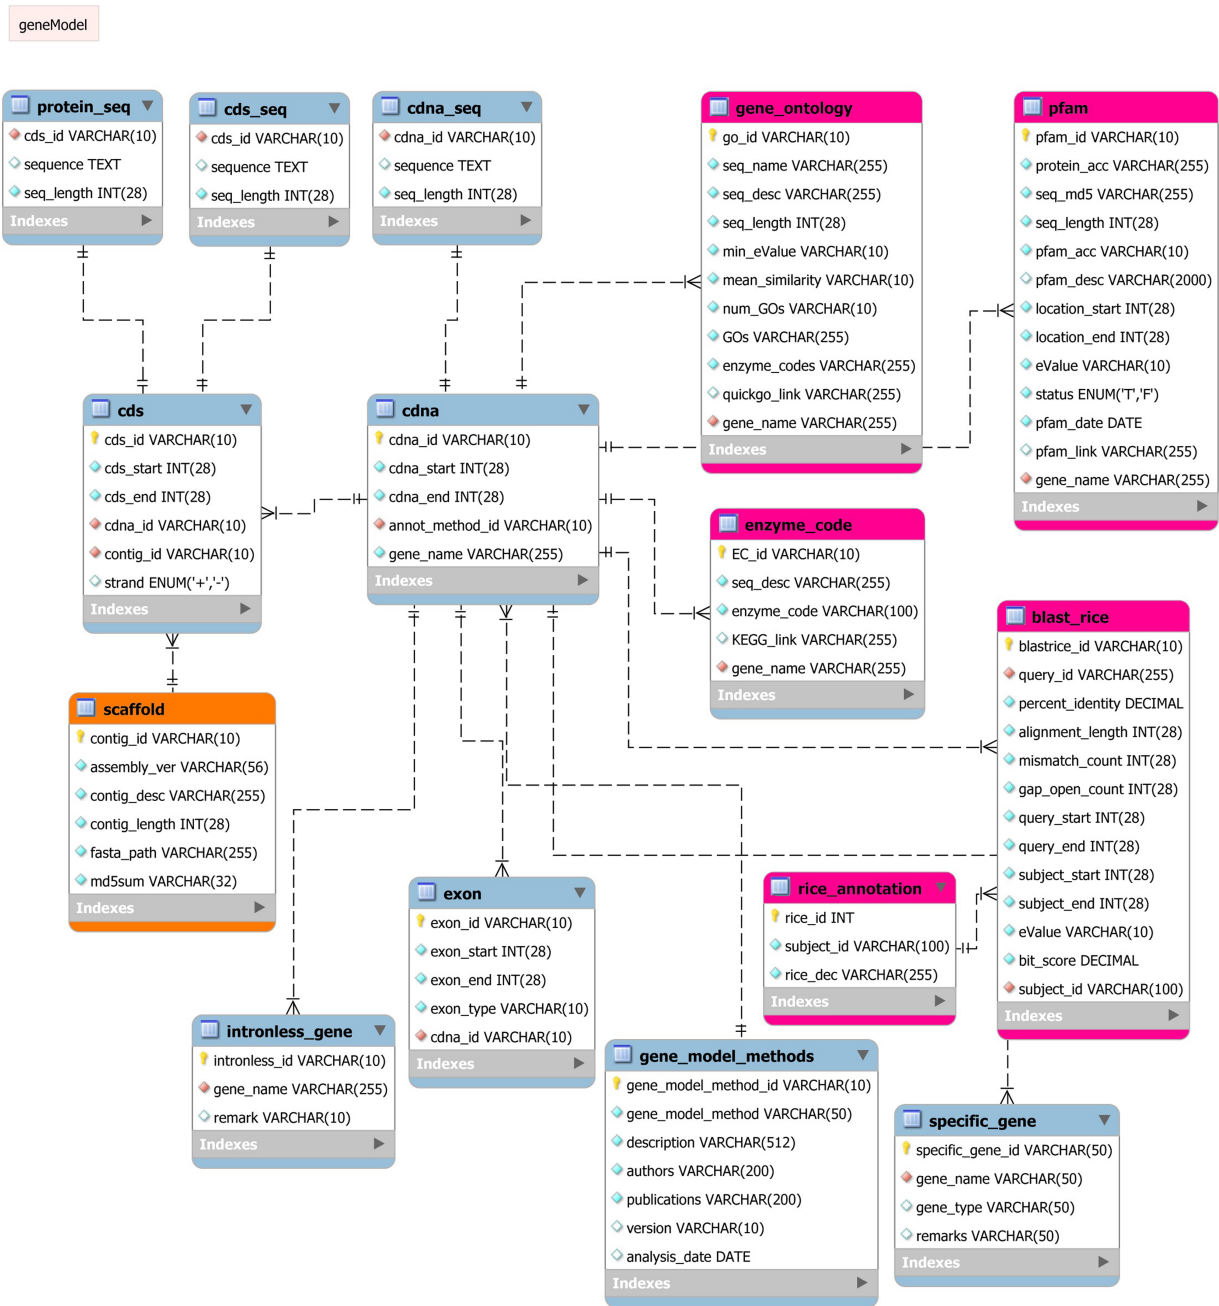 geneModel
protein_seq
cds_id VARCHAR(10)
sequence TEXT
seq_length INT(28)
Indexes
cds_seq
cds_id VARCHAR(10)
sequence TEXT
seq_length INT(28)
Indexes
cdna_seq
cdna_id VARCHAR(10)
sequence TEXT
seq_length INT(28)
Indexes
gene_ontology
go_id VARCHAR(10)
seq_name VARCHAR(255)
seq_desc VARCHAR(255)
seq_length INT(28)
min_eValue VARCHAR(10)
mean_similarity VARCHAR(10)
num_GOs VARCHAR(10)
GOs VARCHAR(255)
enzyme_codes VARCHAR(255)
quickgo_link VARCHAR(255)
gene_name VARCHAR(255)
Indexes
pfam
pfam_id VARCHAR(10)
protein_acc VARCHAR(255)
seq_md5 VARCHAR(255)
seq_length INT(28)
pfam_acc VARCHAR(10)
pfam_desc VARCHAR(2000)
location_start INT(28)
location_end INT(28)
eValue VARCHAR(10)
status ENUM('T','F')
pfam_date DATE
pfam_link VARCHAR(255)
gene_name VARCHAR(255)
Indexes
cds
cds_id VARCHAR(10)
cds_start INT(28)
cds_end INT(28)
cdna_id VARCHAR(10)
contig_id VARCHAR(10)
strand ENUM('+','-')
Indexes
cdna
cdna_id VARCHAR(10)
cdna_start INT(28)
cdna_end INT(28)
annot_method_id VARCHAR(10)
gene_name VARCHAR(255)
Indexes
enzyme_code
EC_id VARCHAR(10)
seq_desc VARCHAR(255)
enzyme_code VARCHAR(100)
KEGG_link VARCHAR(255)
gene_name VARCHAR(255)
Indexes
blast_rice
blastrice_id VARCHAR(10)
query_id VARCHAR(255)
percent_identity DECIMAL
alignment_length INT(28)
mismatch_count INT(28)
gap_open_count INT(28)
query_start INT(28)
query_end INT(28)
subject_start INT(28)
subject_end INT(28)
eValue VARCHAR(10)
bit_score DECIMAL
subject_id VARCHAR(100)
Indexes
scaffold
contig_id VARCHAR(10)
assembly_ver VARCHAR(56)
contig_desc VARCHAR(255)
contig_length INT(28)
fasta_path VARCHAR(255)
md5sum VARCHAR(32)
Indexes
exon
exon_id VARCHAR(10)
exon_start INT(28)
exon_end INT(28)
exon_type VARCHAR(10)
cdna_id VARCHAR(10)
Indexes
rice_annotation
rice_id INT
subject_id VARCHAR(100)
rice_dec VARCHAR(255)
Indexes
intronless_gene
intronless_id VARCHAR(10)
gene_name VARCHAR(255)
remark VARCHAR(10)
Indexes
gene_model_methods
gene_model_method_id VARCHAR(10)
gene_model_method VARCHAR(50)
description VARCHAR(512)
authors VARCHAR(200)
publications VARCHAR(200)
version VARCHAR(10)
analysis_date DATE
Indexes
specific_gene
specific_gene_id VARCHAR(50)
gene_name VARCHAR(50)
gene_type VARCHAR(50)
remarks VARCHAR(50)
Indexes